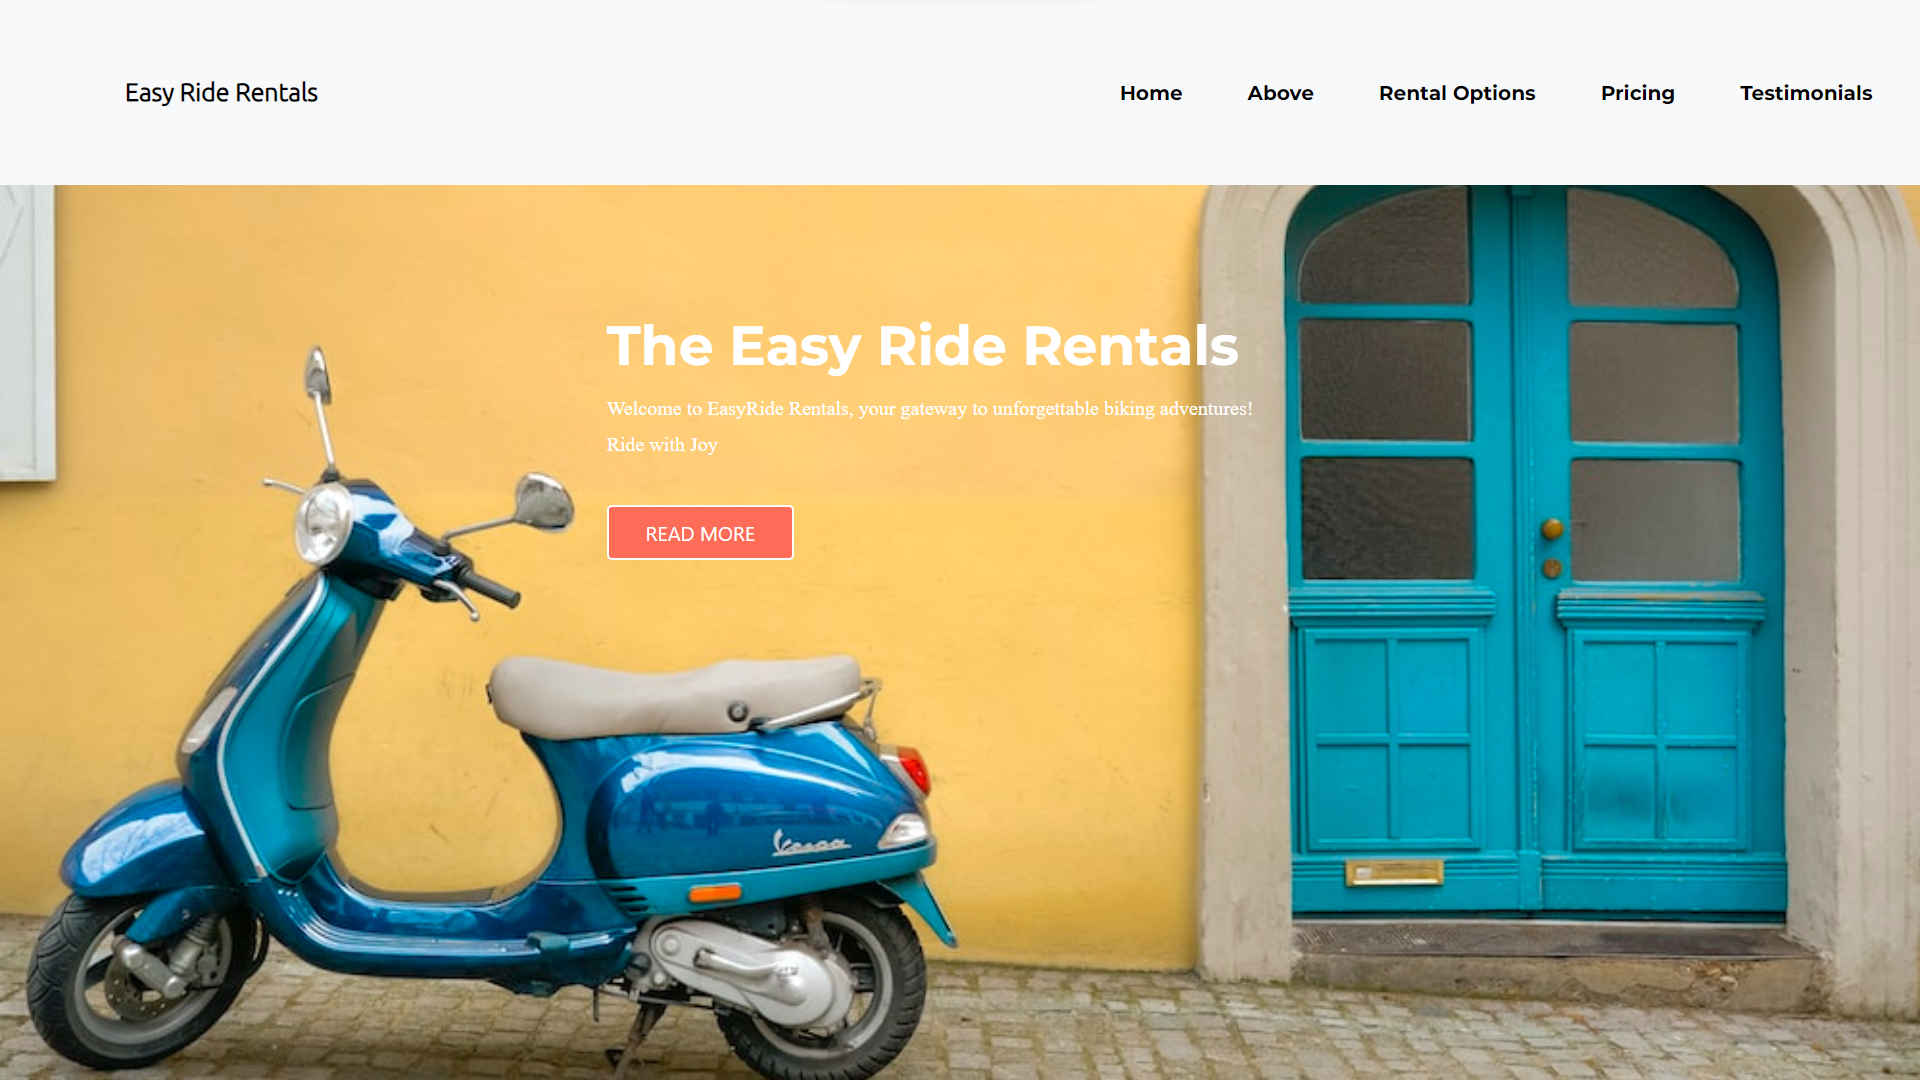 Easy Ride Rentals
Home Above Rental Options Pricing Testimonials
The Easy Ride Rentals
Welcome to EasyRide Rentals, your gateway to unforgettable biking adventures!
Ride with Joy
READ MORE
Vespa